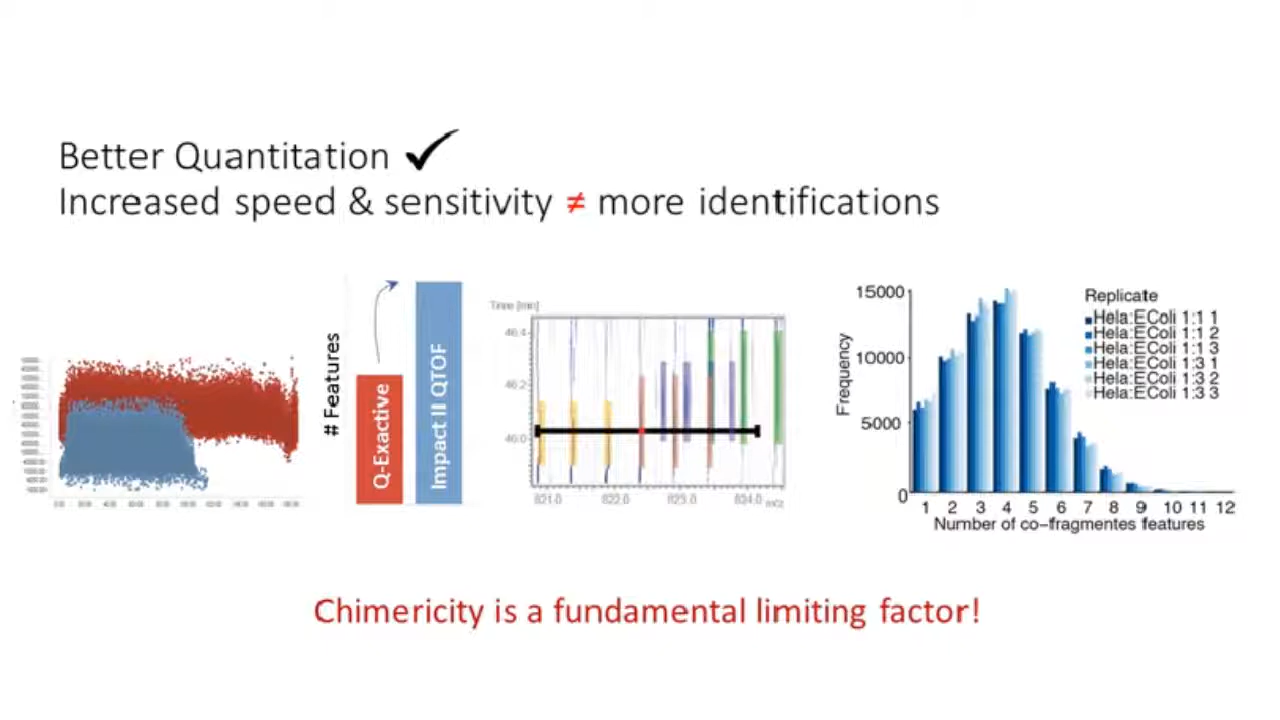 Better Quantitation ✓
Increased speed & sensitivity ≠ more identifications
# Features
Q-Exactive
Impact II QTOF
Time [min]
46.4
46.2
46.0
821.0 822.0 823.0 824.0 m/z
Frequency
15000
10000
5000
0
1 2 3 4 5 6 7 8 9 10 11 12
Number of co-fragmentes features
Replicate
Hela:EColi 1:1 1
Hela:EColi 1:1 2
Hela:EColi 1:1 3
Hela:EColi 1:3 1
Hela:EColi 1:3 2
Hela:EColi 1:3 3
Chimericity is a fundamental limiting factor!